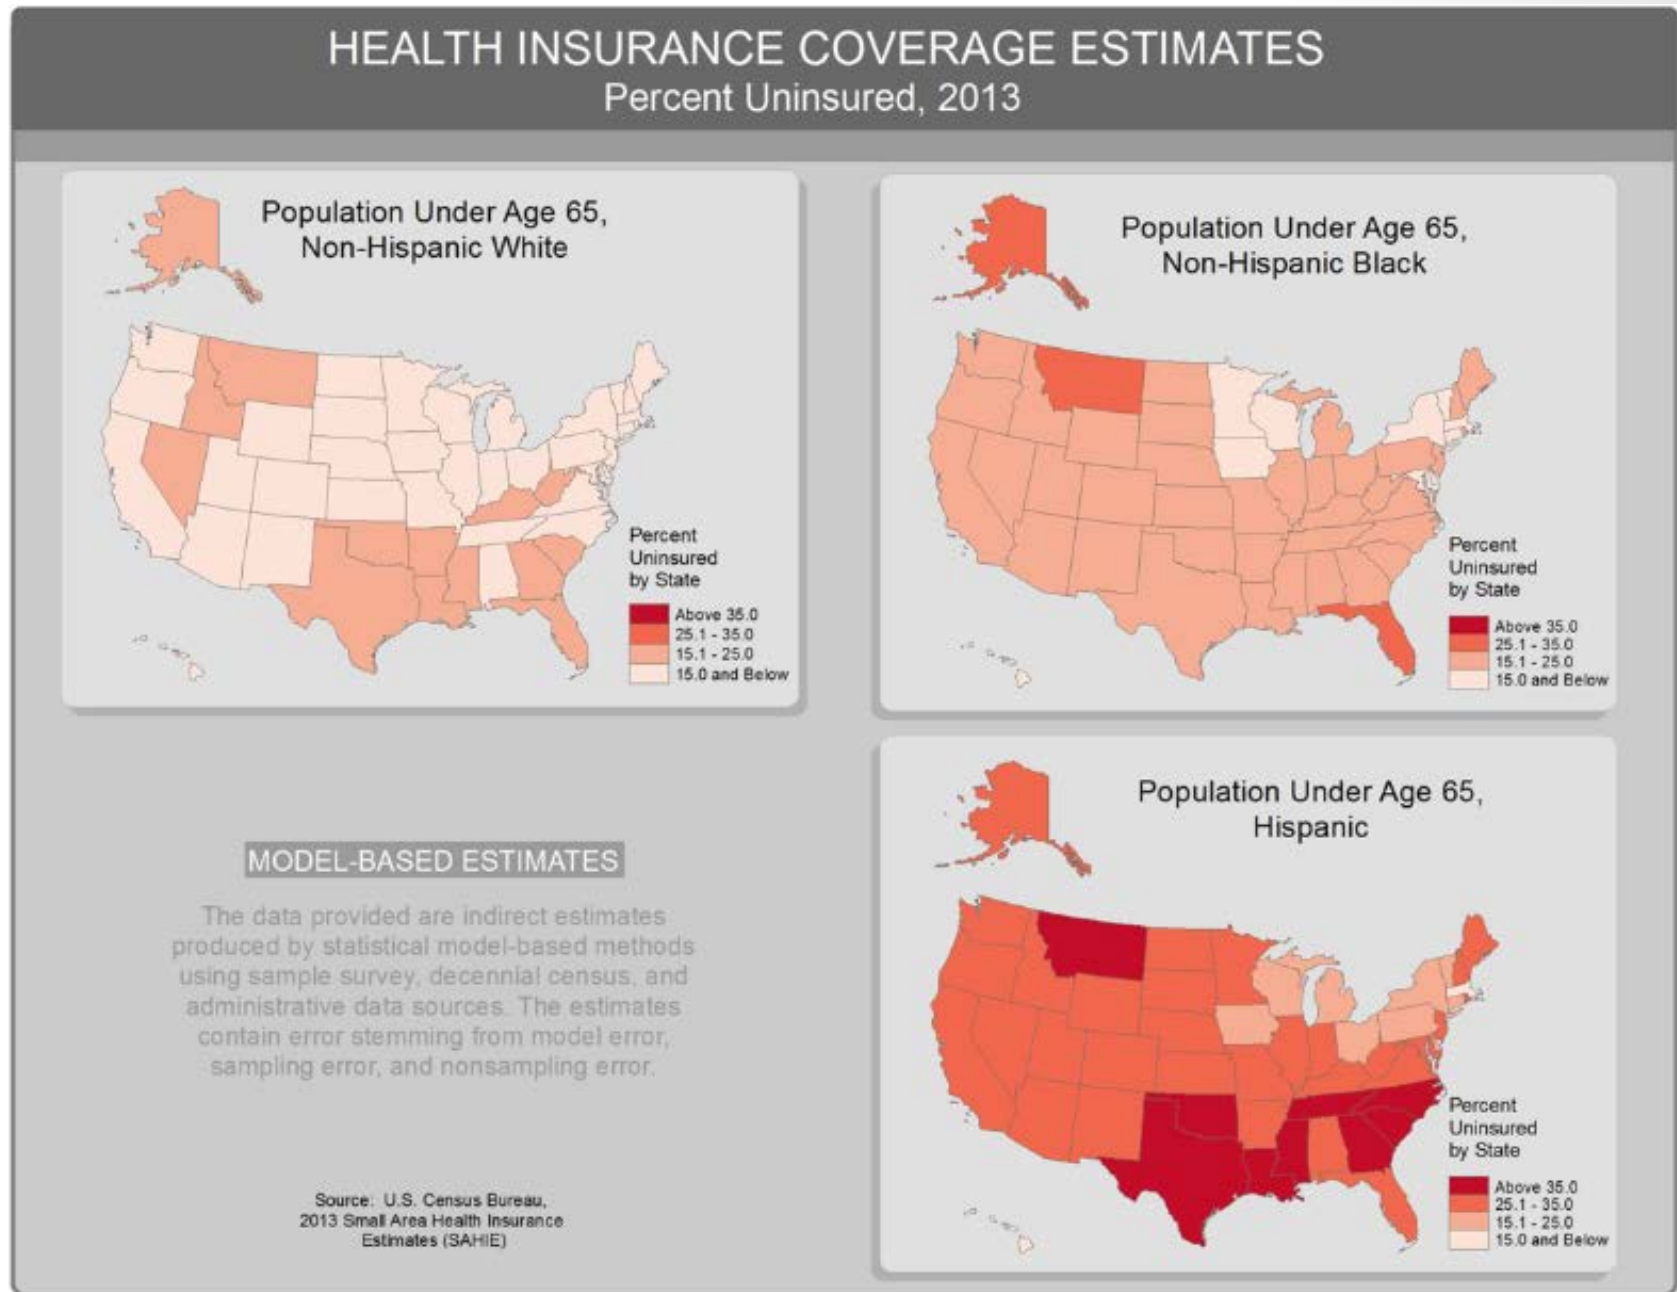 HEALTH INSURANCE COVERAGE ESTIMATES
Percent Uninsured, 2013
Population Under Age 65,
Non-Hispanic White
Percent
Uninsured
by State
Above 35.0
25.1 - 35.0
15.1 - 25.0
15.0 and Below
Population Under Age 65,
Non-Hispanic Black
Percent
Uninsured
by State
Above 35.0
25.1 - 35.0
15.1 - 25.0
15.0 and Below
MODEL-BASED ESTIMATES
The data provided are indirect estimates
produced by statistical model-based methods
using sample survey, decennial census, and
administrative data sources. The estimates
contain error stemming from model error,
sampling error, and nonsampling error.
Source: U.S. Census Bureau,
2013 Small Area Health Insurance
Estimates (SAHIE)
Population Under Age 65,
Hispanic
Percent
Uninsured
by State
Above 35.0
25.1 - 35.0
15.1 - 25.0
15.0 and Below